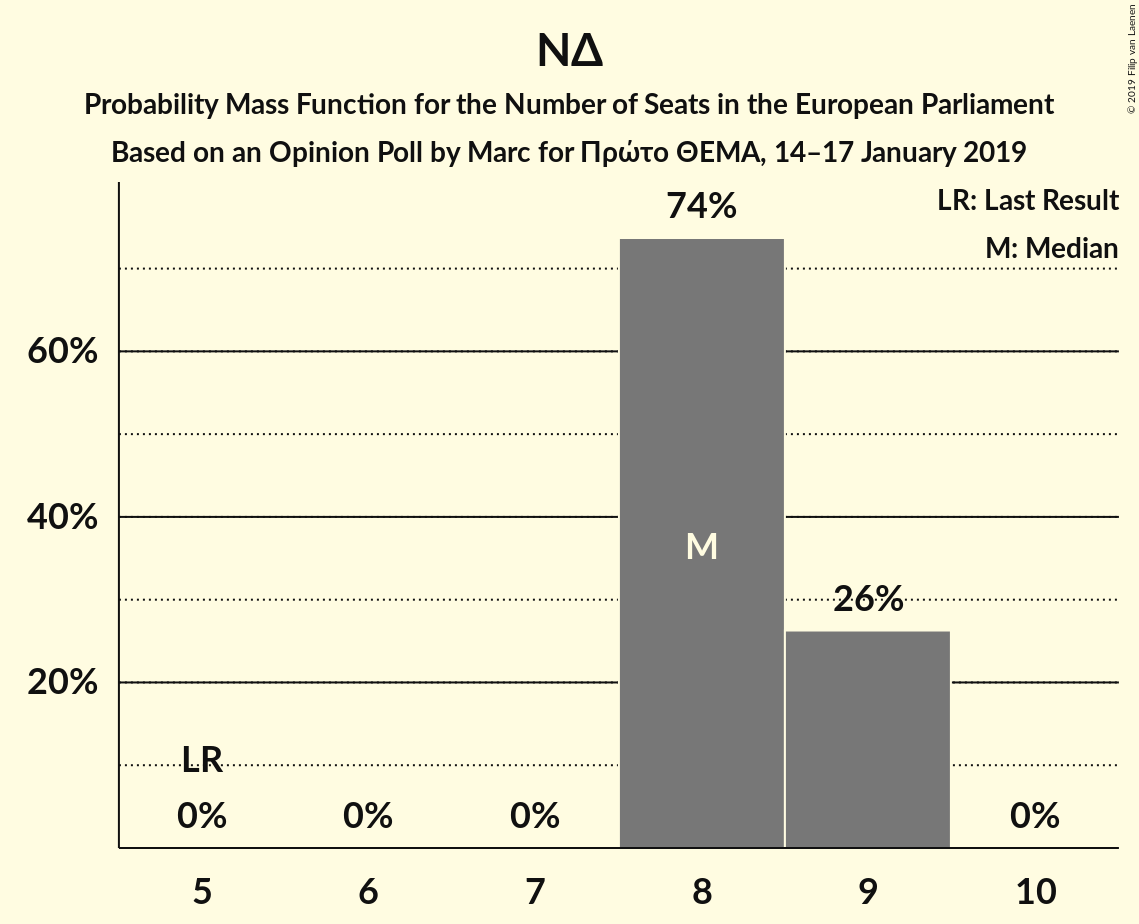 ΝΔ
Probability Mass Function for the Number of Seats in the European Parliament
Based on an Opinion Poll by Marc for Πρώτο ΘΕΜΑ, 14–17 January 2019
© 2019 Filip van Laenen
LR: Last Result
M: Median
74%
60%
40%
M
26%
20%
LR
0% 0% 0% 0%
5 6 7 8 9 10